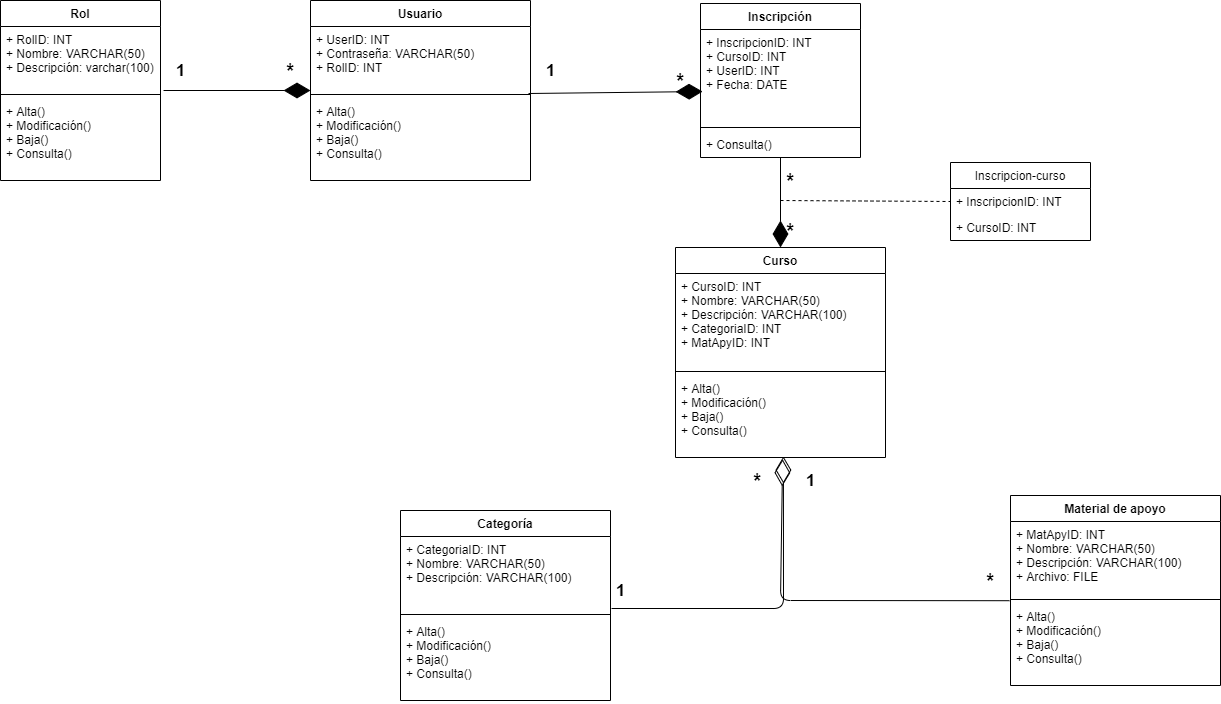 Rol
+ RolID: INT
+ Nombre: VARCHAR(50)
+ Descripción: varchar(100)
+ Alta()
+ Modificación()
+ Baja()
+ Consulta()
1
*
Usuario
+ UserID: INT
+ Contraseña: VARCHAR(50)
+ RolID: INT
+ Alta()
+ Modificación()
+ Baja()
+ Consulta()
1
*
Inscripción
+ InscripcionID: INT
+ CursoID: INT
+ UserID: INT
+ Fecha: DATE
+ Consulta()
*
*
Inscripcion-curso
+ InscripcionID: INT
+ CursoID: INT
Curso
+ CursoID: INT
+ Nombre: VARCHAR(50)
+ Descripción: VARCHAR(100)
+ CategoriaID: INT
+ MatApyID: INT
+ Alta()
+ Modificación()
+ Baja()
+ Consulta()
*
1
Categoría
+ CategoriaID: INT
+ Nombre: VARCHAR(50)
+ Descripción: VARCHAR(100)
+ Alta()
+ Modificación()
+ Baja()
+ Consulta()
1
*
Material de apoyo
+ MatApyID: INT
+ Nombre: VARCHAR(50)
+ Descripción: VARCHAR(100)
+ Archivo: FILE
+ Alta()
+ Modificación()
+ Baja()
+ Consulta()